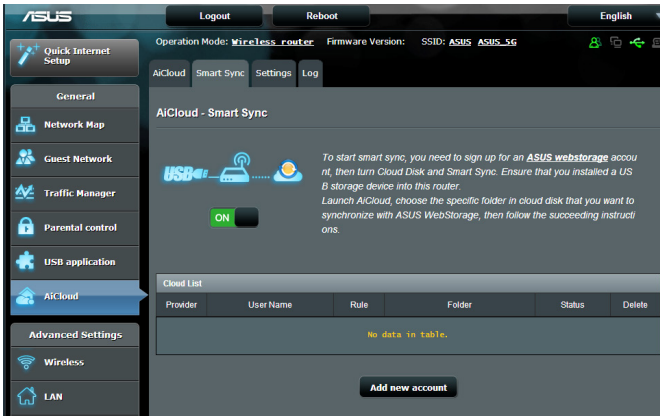 ASUS
Logout
Reboot
English
Quick Internet
Setup
Operation Mode: Wireless router Firmware Version: SSID: ASUS ASUS_5G
AiCloud Smart Sync Settings Log
General
Network Map
Guest Network
Traffic Manager
Parental control
USB application
AiCloud
Advanced Settings
Wireless
LAN
AiCloud - Smart Sync
USB
To start smart sync, you need to sign up for an ASUS webstorage accou
nt, then turn Cloud Disk and Smart Sync. Ensure that you installed a US
B storage device into this router.
Launch AiCloud, choose the specific folder in cloud disk that you want to
synchronize with ASUS WebStorage, then follow the succeeding instructi
ons.
ON
Cloud List
Provider User Name Rule Folder Status Delete
No data in table.
Add new account